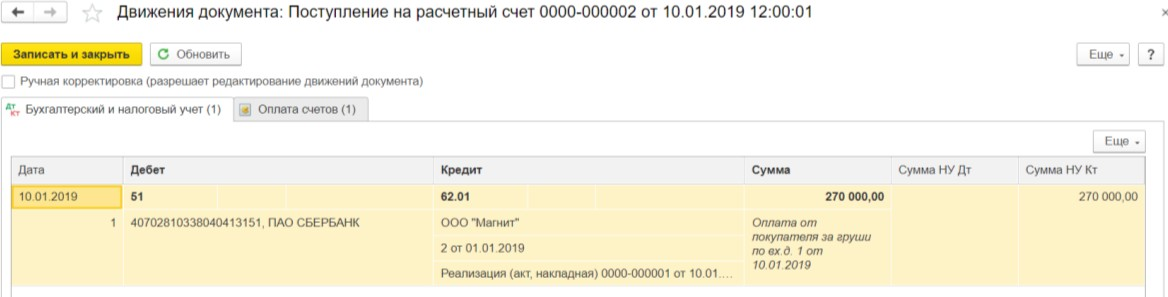 Движения документа: Поступление на расчетный счет 0000-000002 от 10.01.2019 12:00:01
Записать и закрыть
Обновить
Еще
?
Ручная корректировка (разрешает редактирование движений документа)
Дт Кт Бухгалтерский и налоговый учет (1)
Оплата счетов (1)
Еще
Дата Дебет Кредит Сумма Сумма НУ Дт Сумма НУ Кт
10.01.2019 51 62.01 270 000,00 270 000,00
1 40702810338040413151, ПАО СБЕРБАНК ООО "Магнит" Оплата от
покупателя за груши
2 от 01.01.2019 по вх.д. 1 от
10.01.2019
Реализация (акт, накладная) 0000-000001 от 10.01....